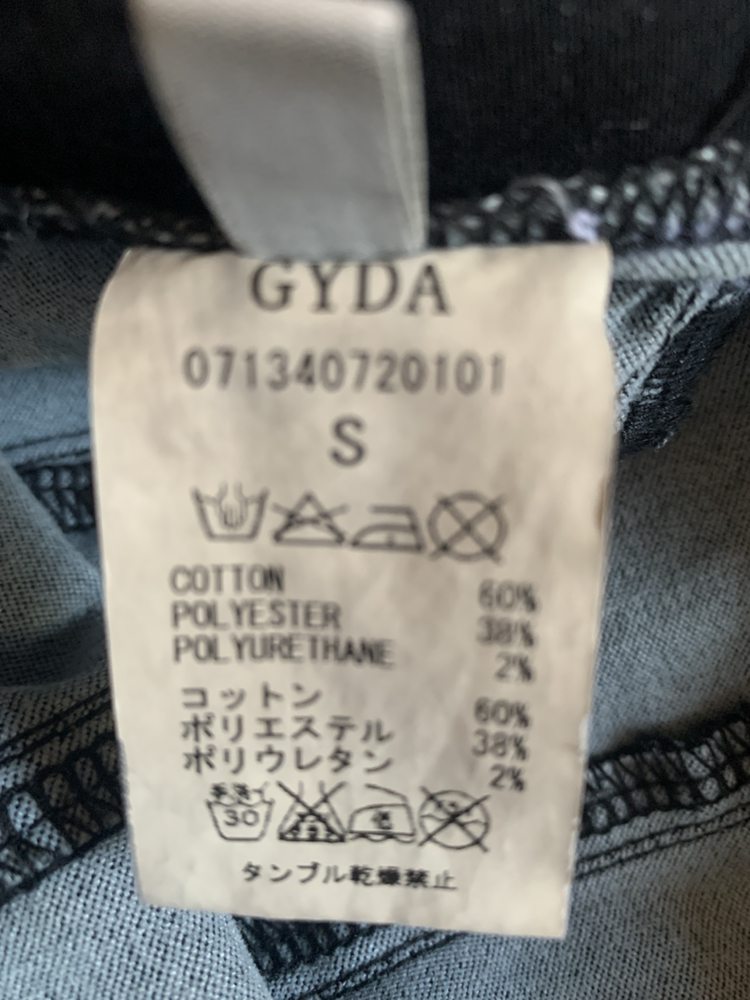 GYDA
071340720101
S
COTTON 60%
POLYESTER 38%
POLYURETHANE 2%
コットン 60%
ポリエステル 38%
ポリウレタン 2%
30
タンブル乾燥禁止